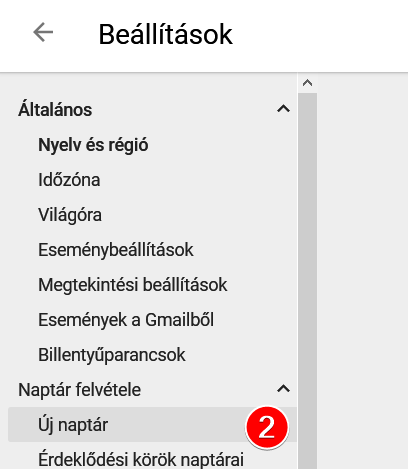 Beállítások
Általános
Nyelv és régió
Időzóna
Világóra
Eseménybeállítások
Megtekintési beállítások
Események a Gmailből
Billentyűparancsok
Naptár felvétele
Új naptár 2
Érdeklődési körök naptárai